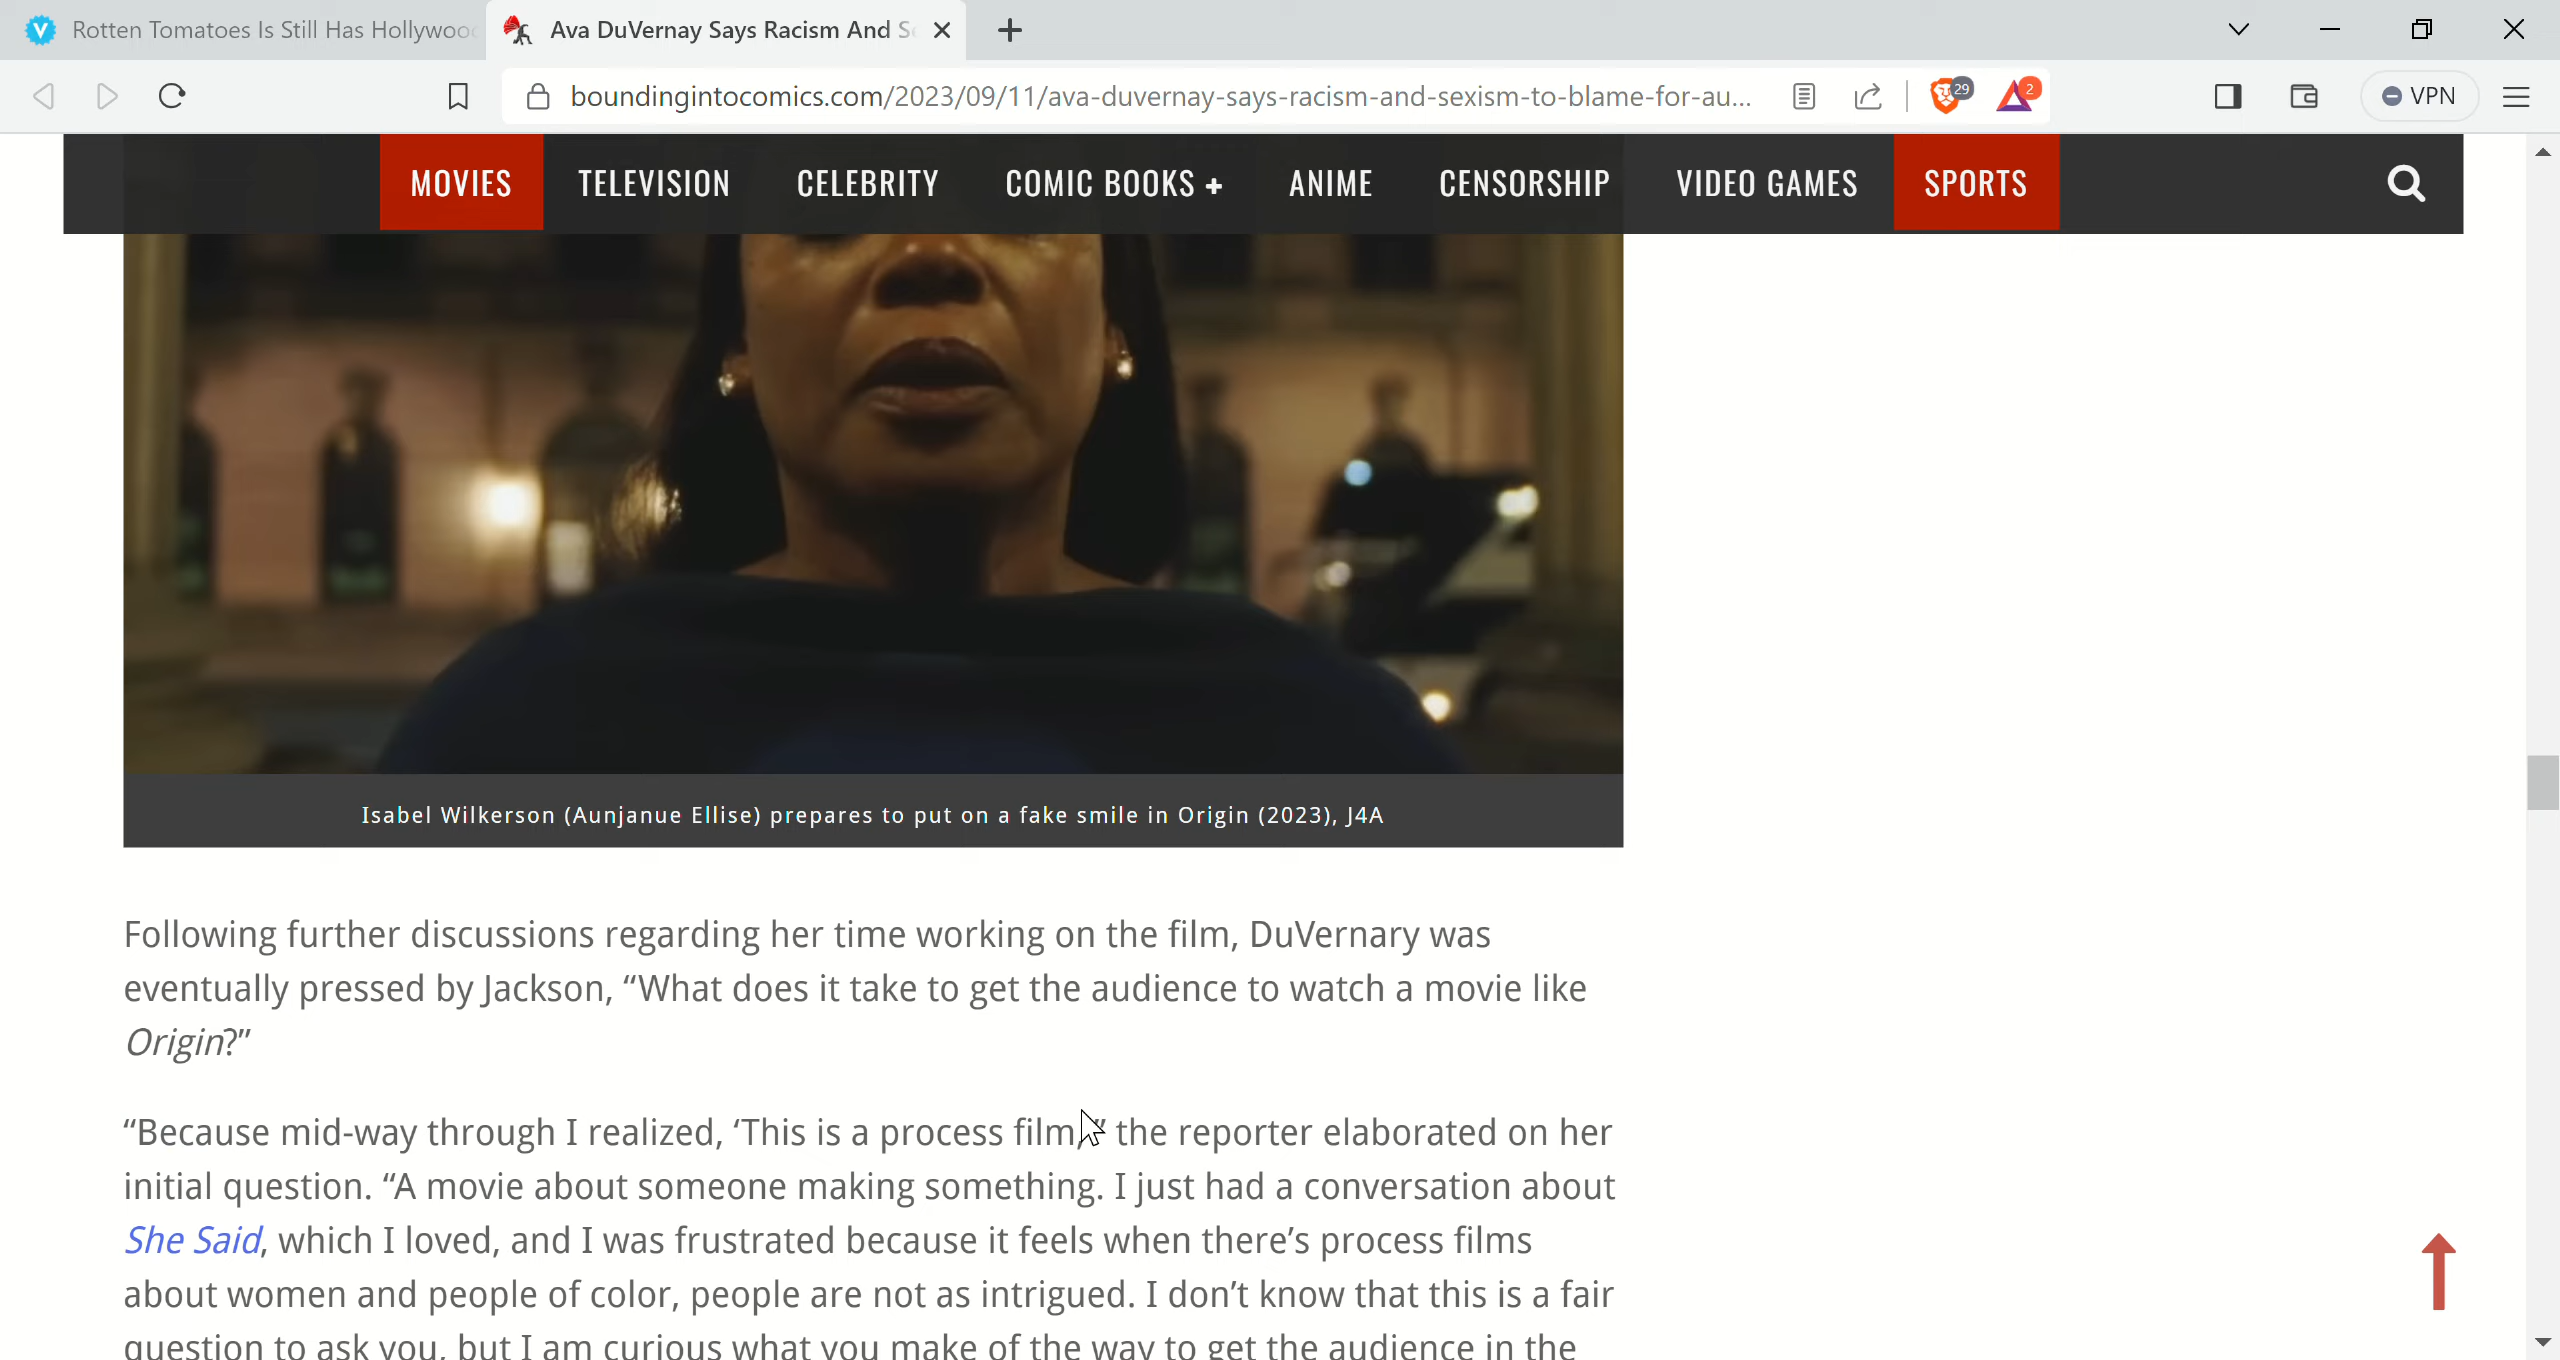 Rotten Tomatoes Is Still Has Hollywoo
Ava DuVernay Says Racism And S
boundingintocomics.com/2023/09/11/ava-duvernay-says-racism-and-sexism-to-blame-for-au...
29
2
VPN
MOVIES
TELEVISION
CELEBRITY
COMIC BOOKS +
ANIME
CENSORSHIP
VIDEO GAMES
SPORTS
Isabel Wilkerson (Aunjanue Ellise) prepares to put on a fake smile in Origin (2023), J4A
Following further discussions regarding her time working on the film, DuVernary was
eventually pressed by Jackson, “What does it take to get the audience to watch a movie like
Origin?”
“Because mid-way through I realized, ‘This is a process film,’” the reporter elaborated on her
initial question. “A movie about someone making something. I just had a conversation about
She Said, which I loved, and I was frustrated because it feels when there’s process films
about women and people of color, people are not as intrigued. I don’t know that this is a fair
question to ask you, but I am curious what you make of the way to get the audience in the